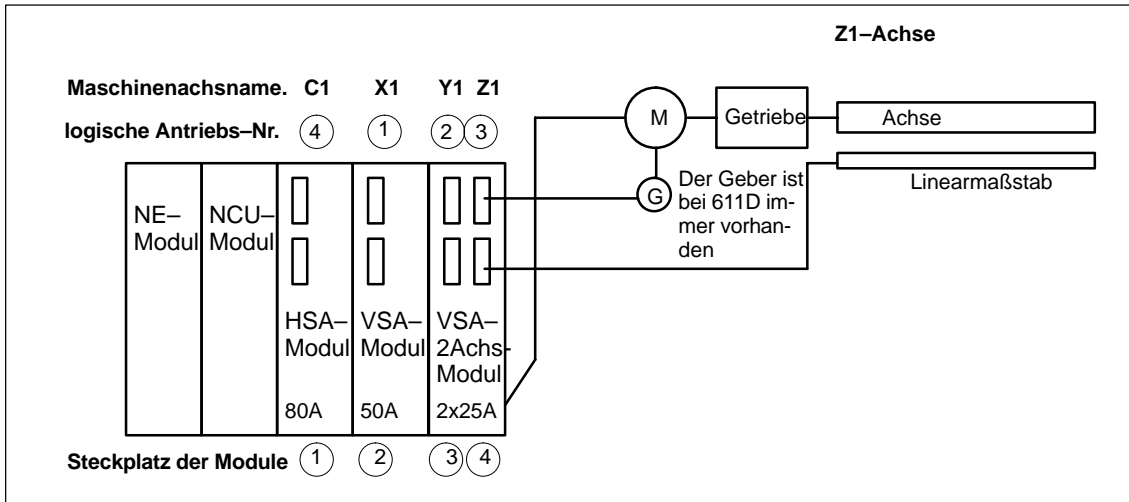 Z1–Achse
Maschinenachsname. C1 X1 Y1 Z1
logische Antriebs–Nr. 4 1 2 3
M
Getriebe
Achse
Linearmaßstab
G
Der Geber ist
bei 611D im-
mer vorhan-
den
NE–
Modul
NCU–
Modul
HSA–
Modul
80A
VSA–
Modul
50A
VSA–
2Achs-
Modul
2x25A
Steckplatz der Module 1 2 3 4